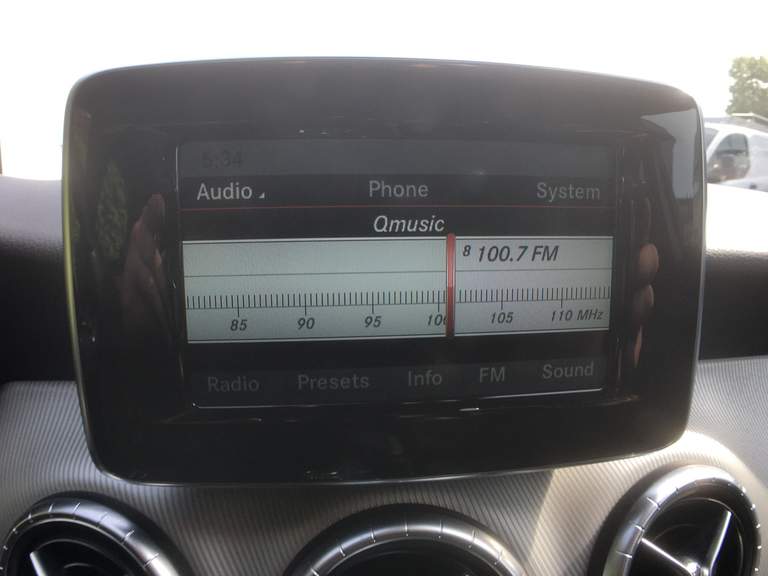 5:34
Audio Phone System
Qmusic
8 100.7 FM
85 90 95 10 105 110 MHz
Radio Presets Info FM Sound